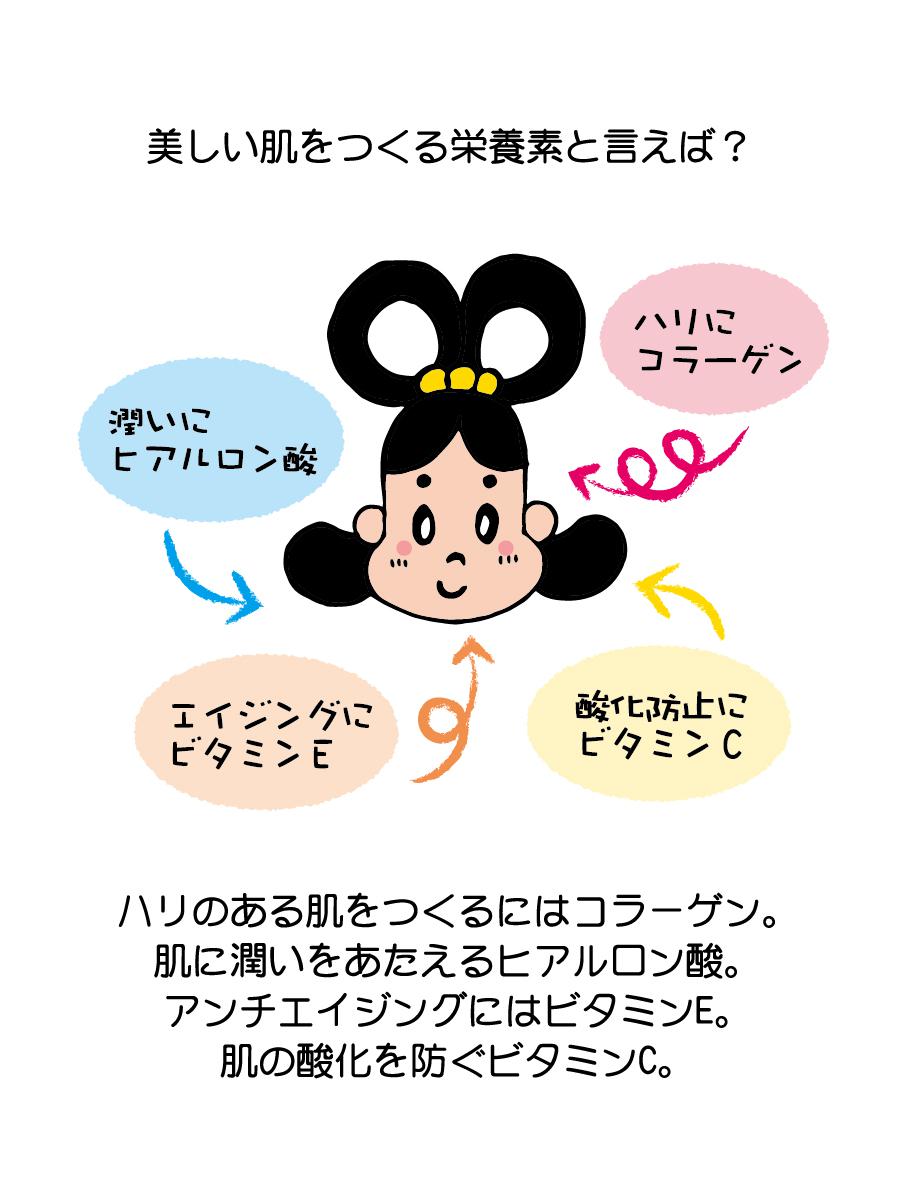 美しい肌をつくる栄養素と言えば？
ハリに
コラーゲン
潤いに
ヒアルロン酸
エイジングに
ビタミンE
酸化防止に
ビタミンC
ハリのある肌をつくるにはコラーゲン。
肌に潤いをあたえるヒアルロン酸。
アンチエイジングにはビタミンE。
肌の酸化を防ぐビタミンC。